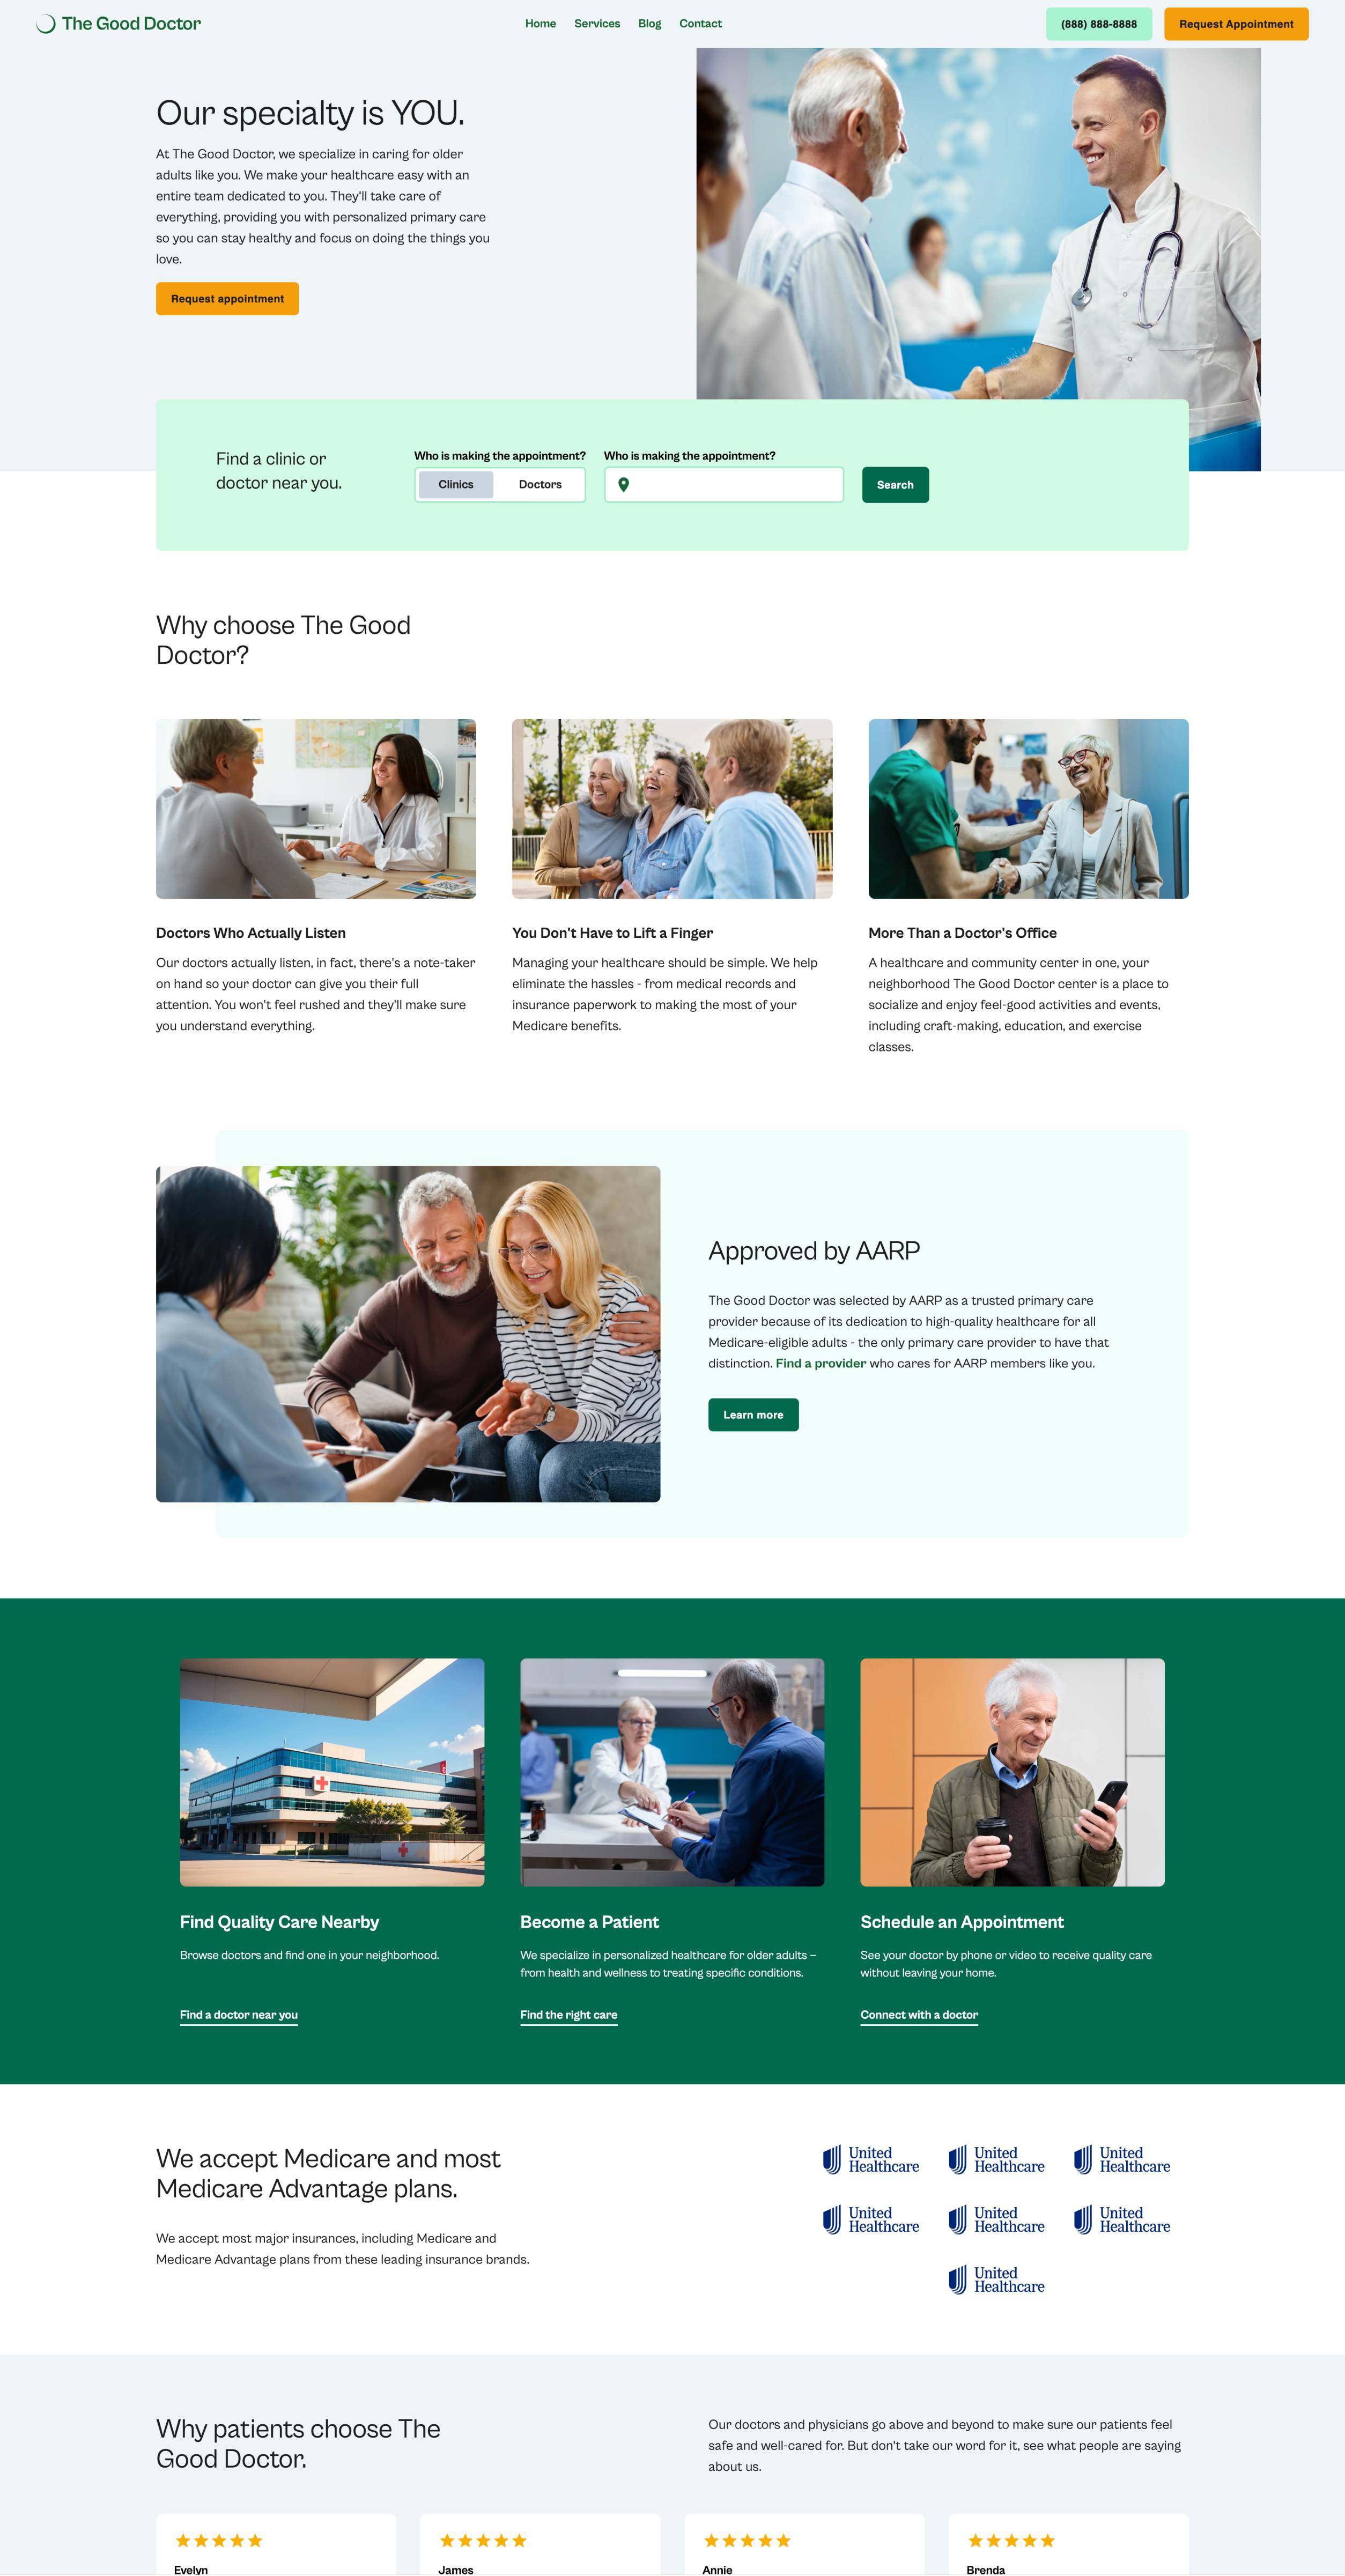 The Good Doctor
Home
Services
Blog
Contact
(888) 888-8888
Request Appointment
Our specialty is YOU.
At The Good Doctor, we specialize in caring for older
adults like you. We make your healthcare easy with an
entire team dedicated to you. They'll take care of
everything, providing you with personalized primary care
so you can stay healthy and focus on doing the things you
love.
Request appointment
Find a clinic or
doctor near you.
Who is making the appointment?
Clinics
Doctors
Who is making the appointment?
Search
Why choose The Good
Doctor?
Doctors Who Actually Listen
Our doctors actually listen, in fact, there's a note-taker
on hand so your doctor can give you their full
attention. You won't feel rushed and they'll make sure
you understand everything.
You Don't Have to Lift a Finger
Managing your healthcare should be simple. We help
eliminate the hassles - from medical records and
insurance paperwork to making the most of your
Medicare benefits.
More Than a Doctor's Office
A healthcare and community center in one, your
neighborhood The Good Doctor center is a place to
socialize and enjoy feel-good activities and events,
including craft-making, education, and exercise
classes.
Approved by AARP
The Good Doctor was selected by AARP as a trusted primary care
provider because of its dedication to high-quality healthcare for all
Medicare-eligible adults - the only primary care provider to have that
distinction. Find a provider who cares for AARP members like you.
Learn more
Find Quality Care Nearby
Browse doctors and find one in your neighborhood.
Find a doctor near you
Become a Patient
We specialize in personalized healthcare for older adults –
from health and wellness to treating specific conditions.
Find the right care
Schedule an Appointment
See your doctor by phone or video to receive quality care
without leaving your home.
Connect with a doctor
We accept Medicare and most
Medicare Advantage plans.
We accept most major insurances, including Medicare and
Medicare Advantage plans from these leading insurance brands.
United
Healthcare
United
Healthcare
United
Healthcare
United
Healthcare
United
Healthcare
United
Healthcare
United
Healthcare
Why patients choose The
Good Doctor.
Our doctors and physicians go above and beyond to make sure our patients feel
safe and well-cared for. But don't take our word for it, see what people are saying
about us.
Evelyn
James
Annie
Brenda